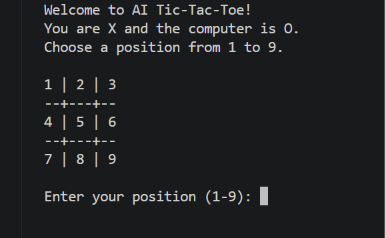 Welcome to AI Tic-Tac-Toe!
You are X and the computer is O.
Choose a position from 1 to 9.
1 | 2 | 3
--+---+--
4 | 5 | 6
--+---+--
7 | 8 | 9
Enter your position (1-9):